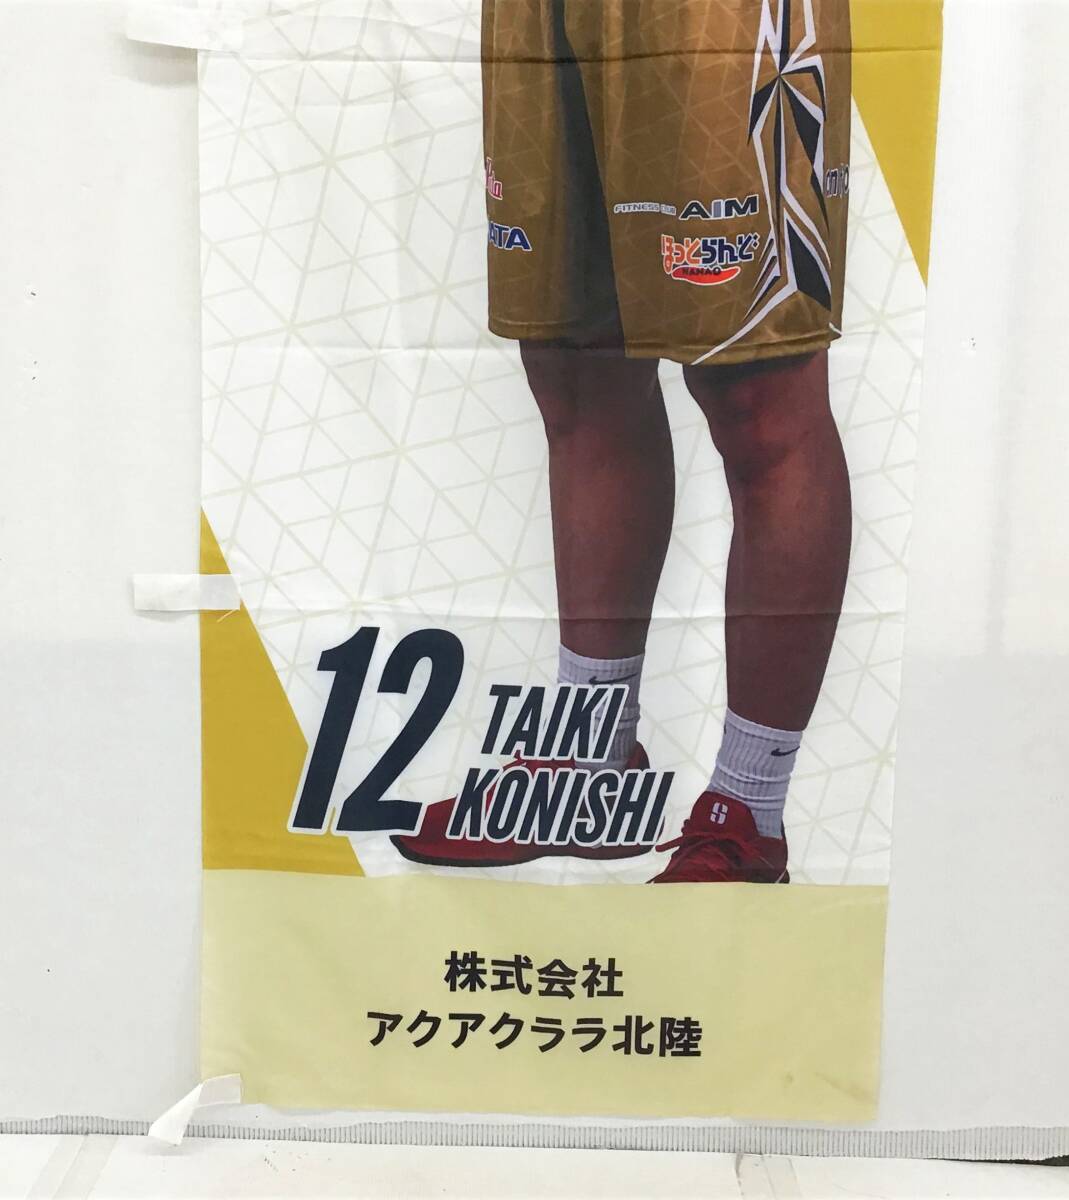 FITNESS CLUB AIM
ほっとらんど
NANAO
12
TAIKI
KONISHI
S
株式会社
アクアクララ北陸